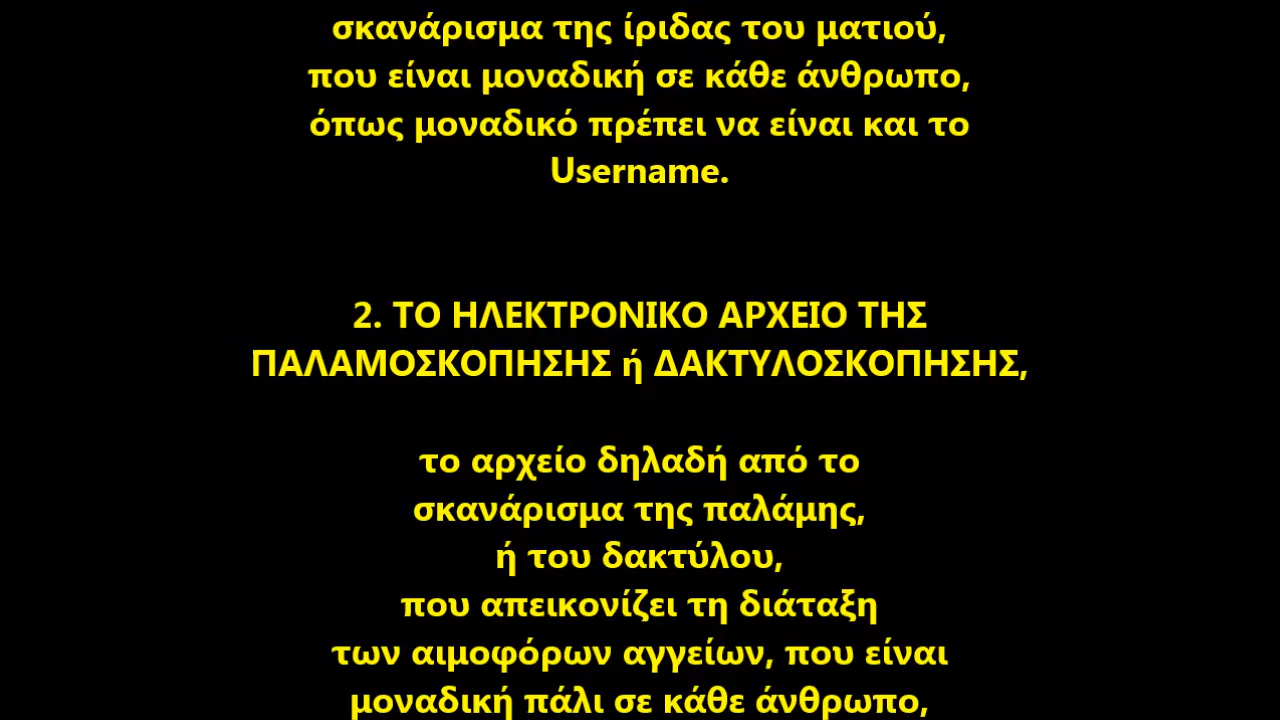 σκανάρισμα της ίριδας του ματιού,
που είναι μοναδική σε κάθε άνθρωπο,
όπως μοναδικό πρέπει να είναι και το
Username.
2. ΤΟ ΗΛΕΚΤΡΟΝΙΚΟ ΑΡΧΕΙΟ ΤΗΣ
ΠΑΛΑΜΟΣΚΟΠΗΣΗΣ ή ΔΑΚΤΥΛΟΣΚΟΠΗΣΗΣ,
το αρχείο δηλαδή από το
σκανάρισμα της παλάμης,
ή του δακτύλου,
που απεικονίζει τη διάταξη
των αιμοφόρων αγγείων, που είναι
μοναδική πάλι σε κάθε άνθρωπο,